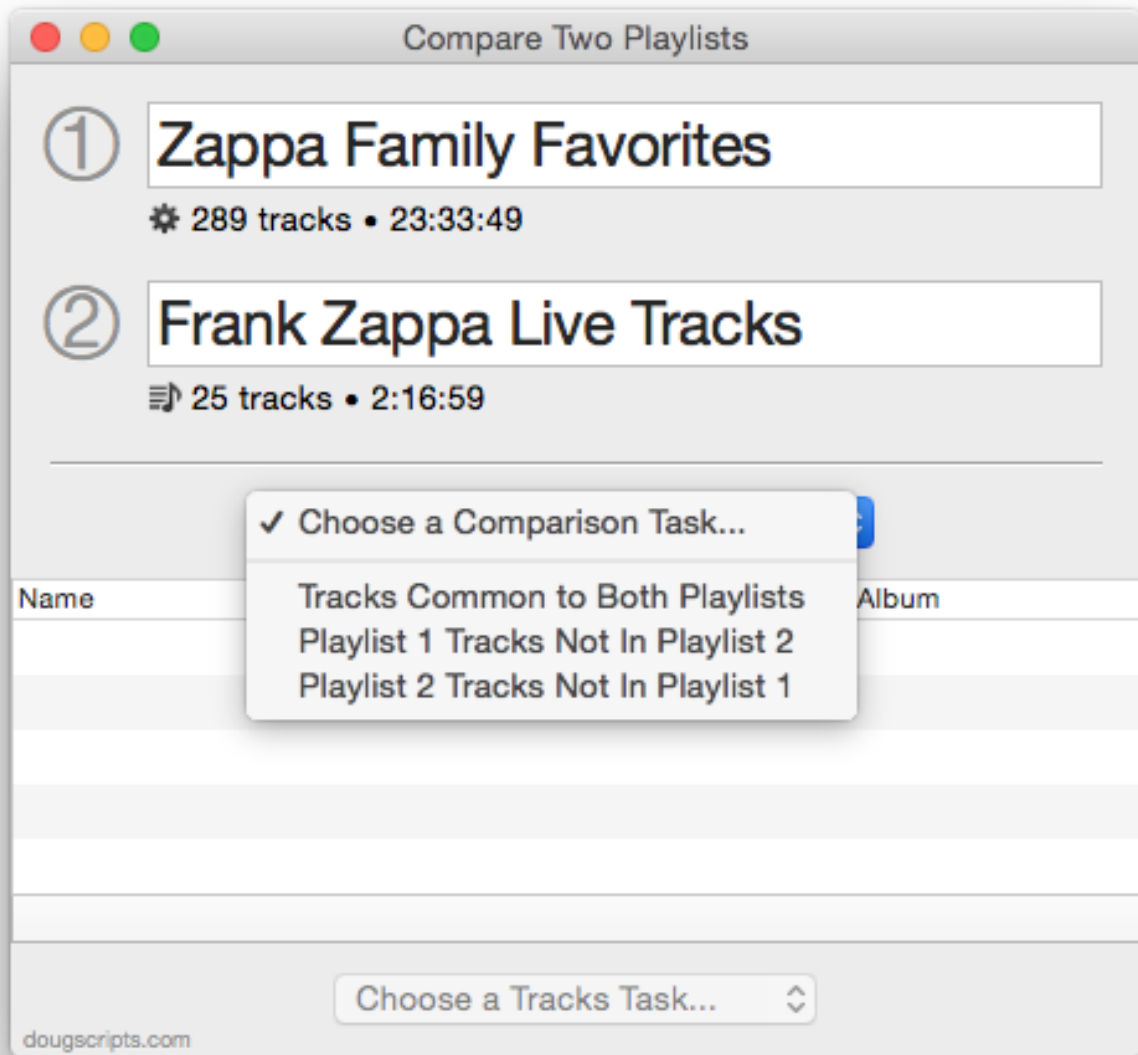 Compare Two Playlists
① Zappa Family Favorites
289 tracks • 23:33:49
② Frank Zappa Live Tracks
25 tracks • 2:16:59
✓ Choose a Comparison Task...
Tracks Common to Both Playlists
Playlist 1 Tracks Not In Playlist 2
Playlist 2 Tracks Not In Playlist 1
Name Album
Choose a Tracks Task...
dougscripts.com